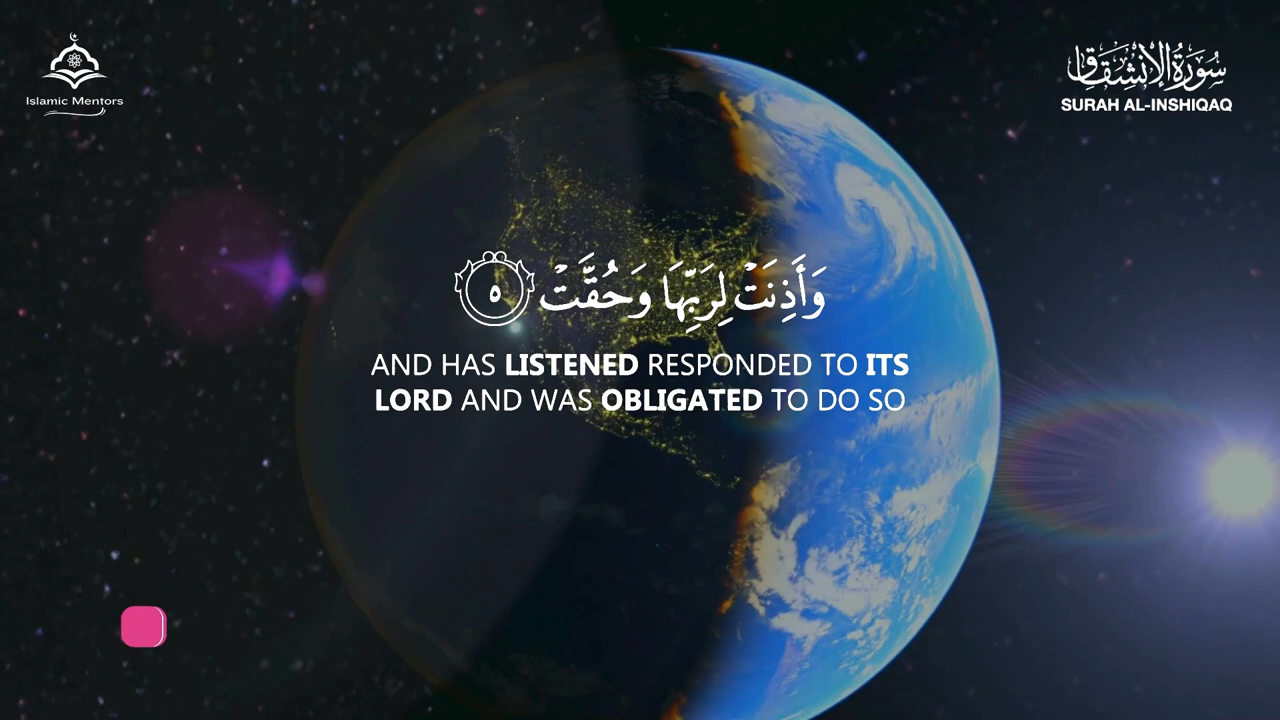 Islamic Mentors
سُورَةُ الْإِنْشِقَاقِ
SURAH AL-INSHIQAQ
وَأَذِنَتْ لِرَبِّهَا وَحُقَّتْ ٥
AND HAS LISTENED RESPONDED TO ITS
LORD AND WAS OBLIGATED TO DO SO